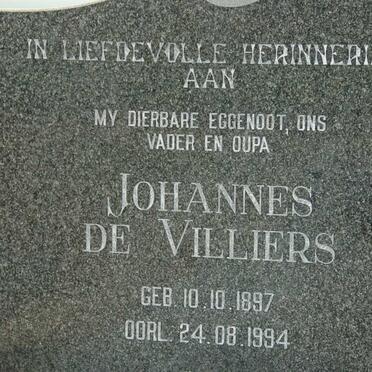 IN LIEFDEVOLLE HERINNERI
AAN
MY DIERBARE EGGENOOT, ONS
VADER EN OUPA
JOHANNES
DE VILLIERS
GEB. 10.10.1897
OORL. 24.08.1994